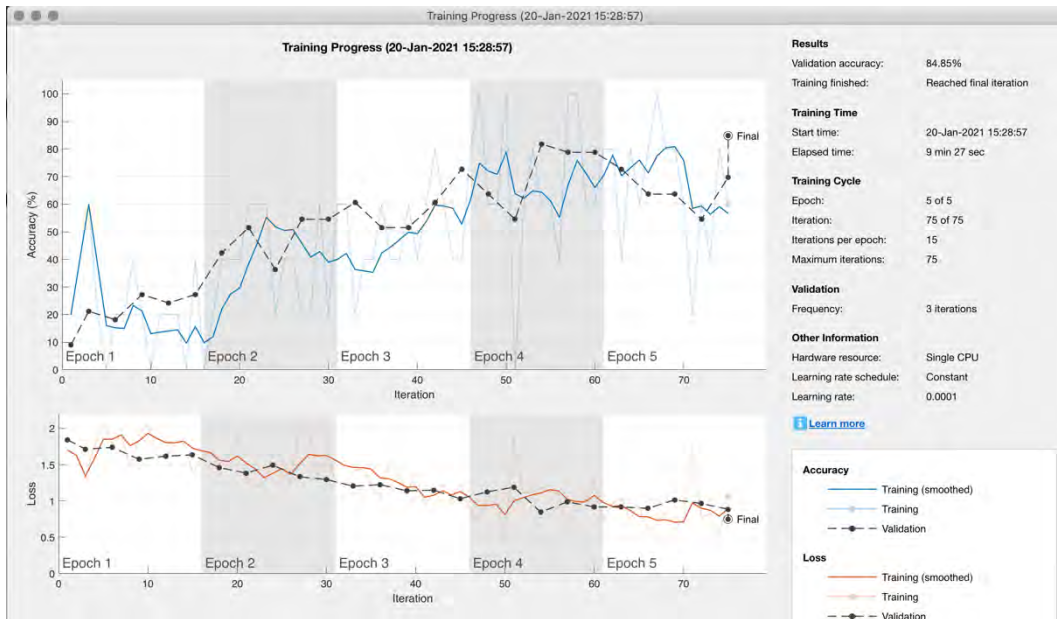 Training Progress (20-Jan-2021 15:28:57)
Training Progress (20-Jan-2021 15:28:57)
100
90
80
70
60
50
40
30
20
10
0
Accuracy (%)
Final
Epoch 1 Epoch 2 Epoch 3 Epoch 4 Epoch 5
0 10 20 30 40 50 60 70
Iteration
2
1.5
1
0.5
0
Loss
Final
Epoch 1 Epoch 2 Epoch 3 Epoch 4 Epoch 5
0 10 20 30 40 50 60 70
Iteration
Results
Validation accuracy: 84.85%
Training finished: Reached final iteration
Training Time
Start time: 20-Jan-2021 15:28:57
Elapsed time: 9 min 27 sec
Training Cycle
Epoch: 5 of 5
Iteration: 75 of 75
Iterations per epoch: 15
Maximum iterations: 75
Validation
Frequency: 3 iterations
Other Information
Hardware resource: Single CPU
Learning rate schedule: Constant
Learning rate: 0.0001
i Learn more
Accuracy
Training (smoothed)
Training
Validation
Loss
Training (smoothed)
Training
Validation